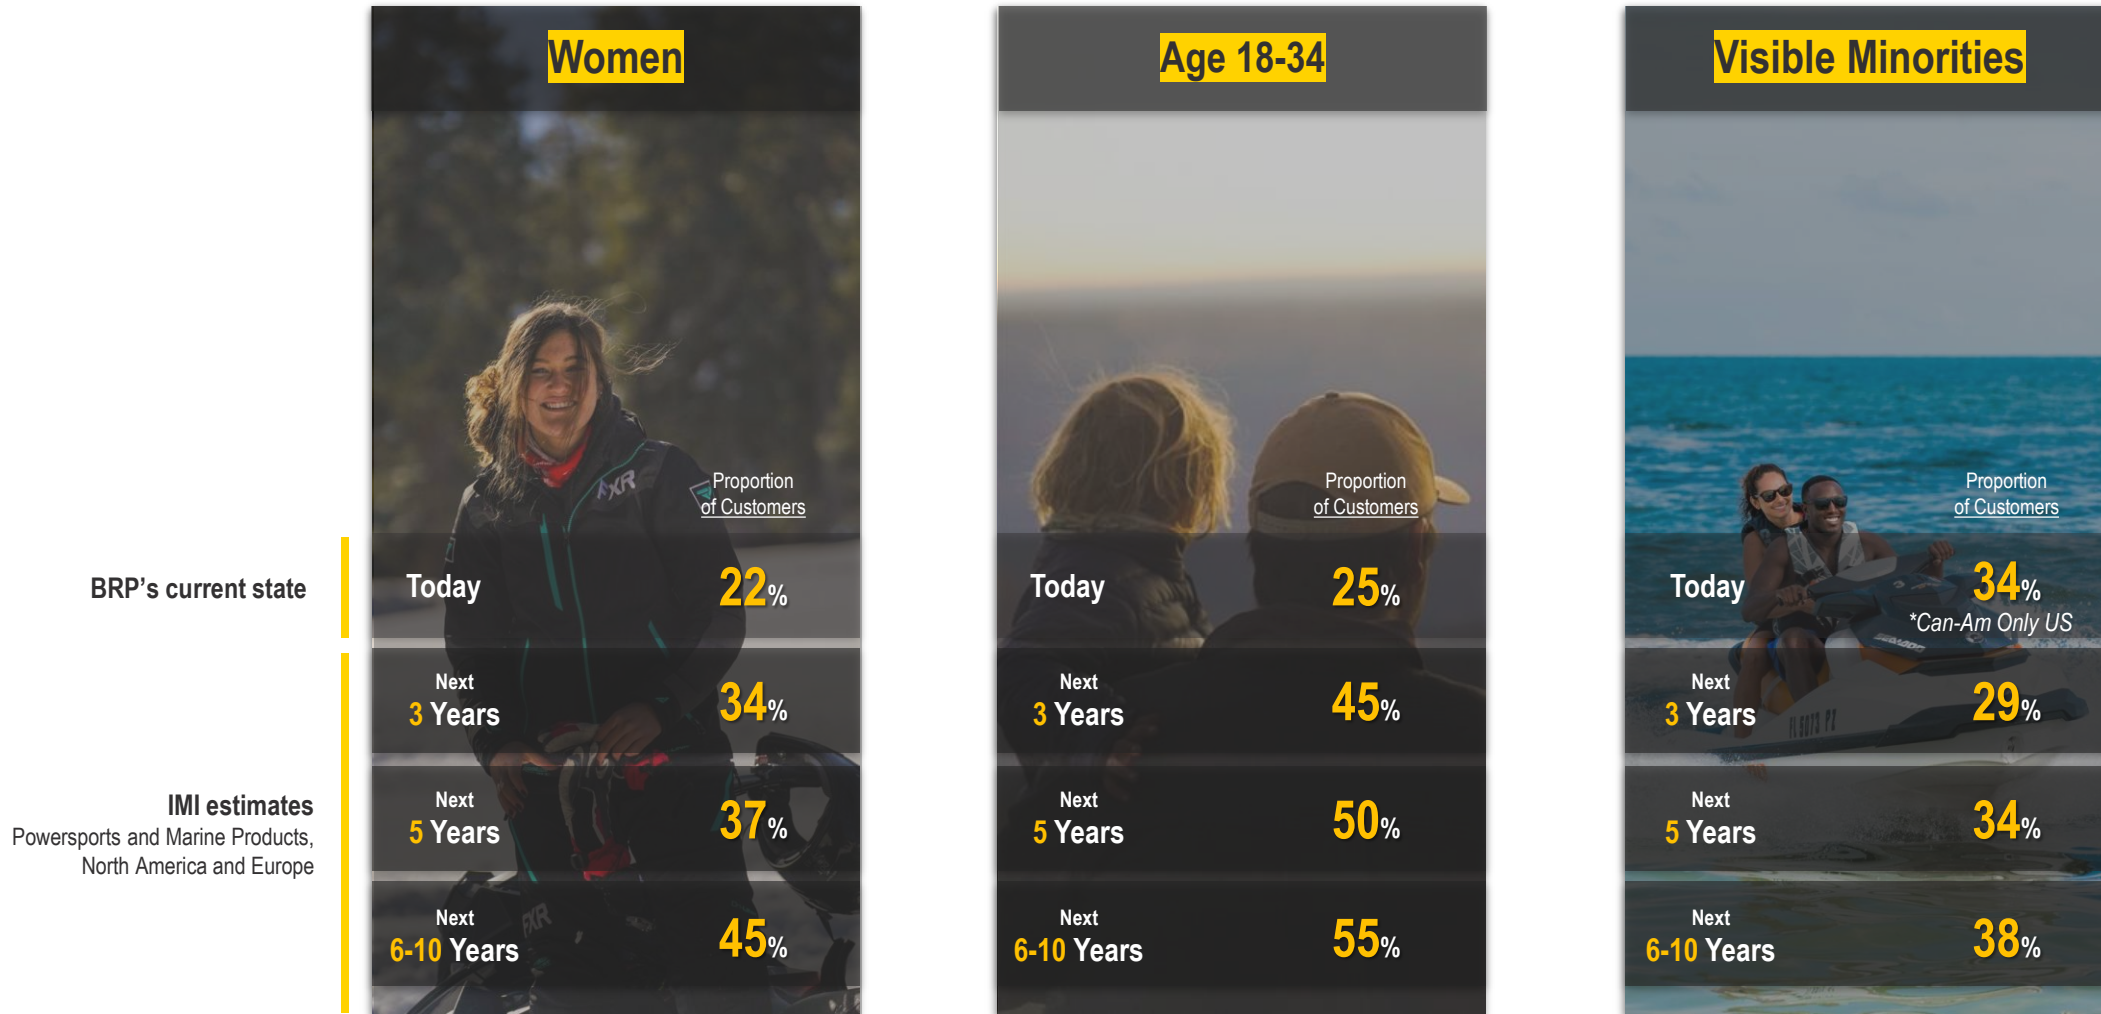 Women
Age 18-34
Visible Minorities
FXR
Proportion
of Customers
Proportion
of Customers
Proportion
of Customers
BRP’s current state
Today
22%
Today
25%
Today
34%
*Can-Am Only US
SEADOO
Next
3 Years
34%
Next
3 Years
45%
Next
3 Years
29%
IMI estimates
Powersports and Marine Products,
North America and Europe
Next
5 Years
37%
Next
5 Years
50%
Next
5 Years
34%
FXR
Next
6-10 Years
45%
Next
6-10 Years
55%
Next
6-10 Years
38%